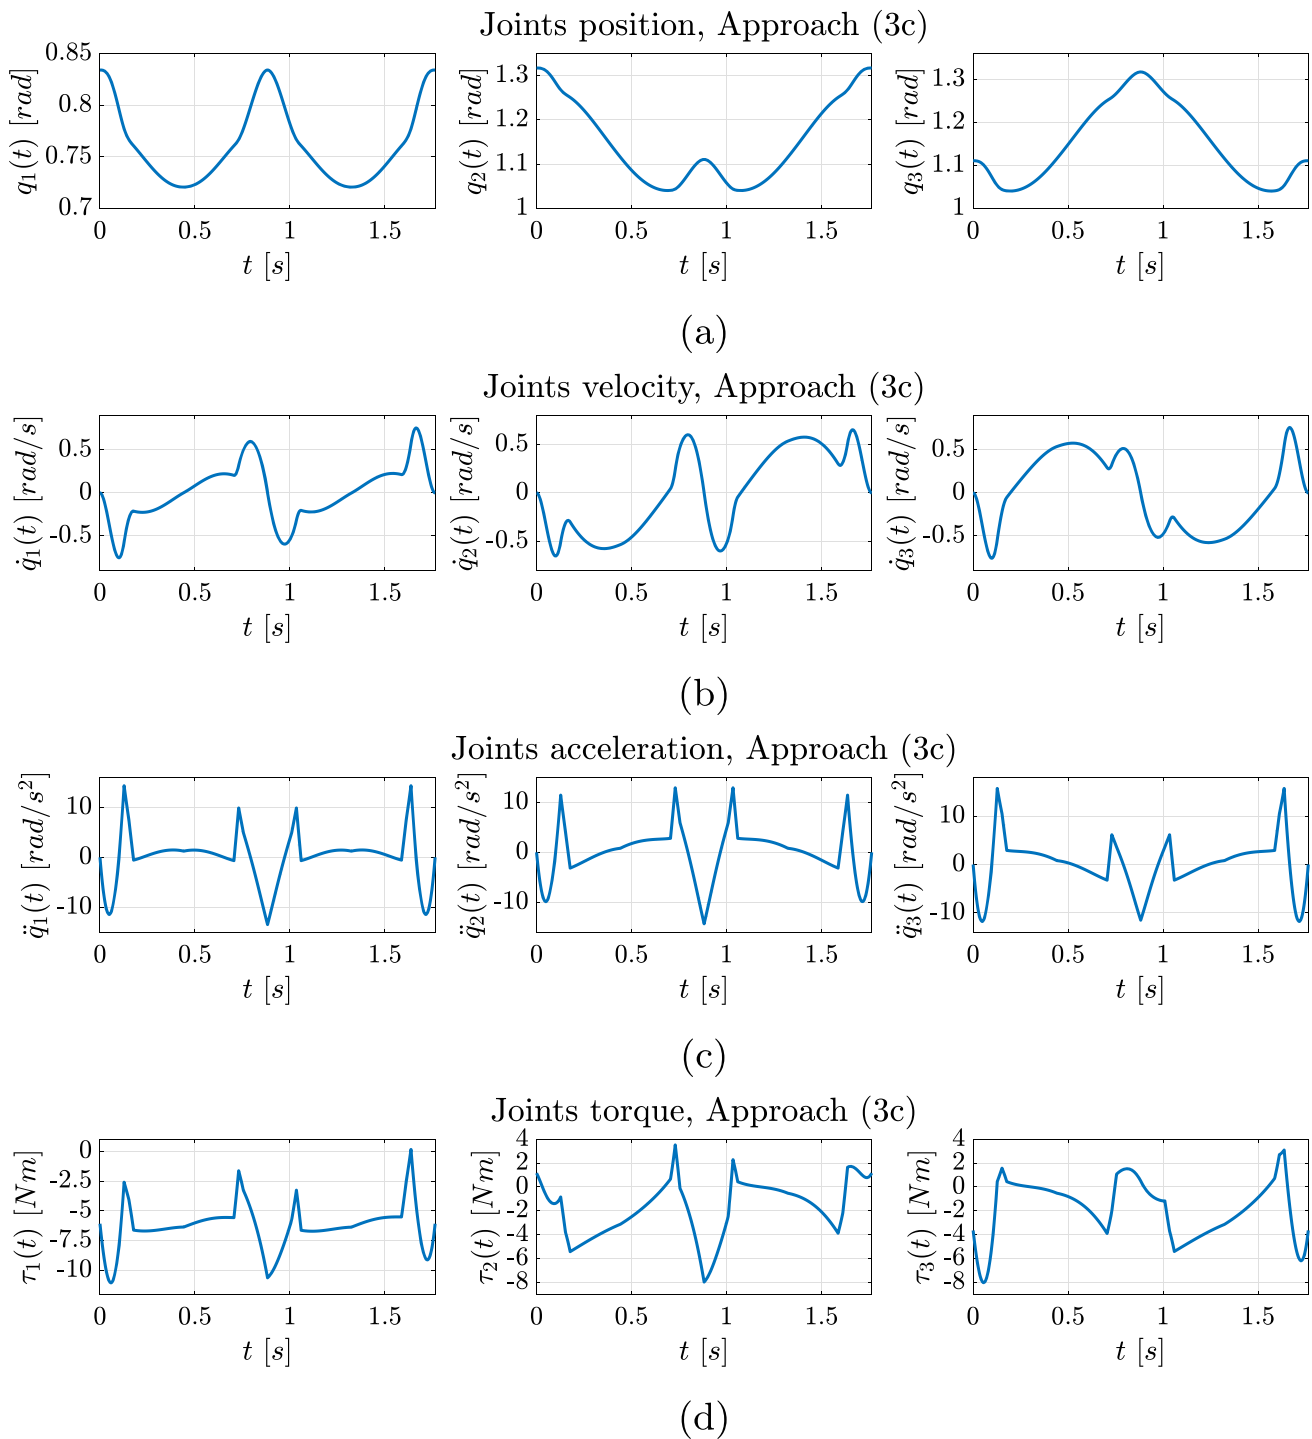 Joints position, Approach (3c)
q₁(t) [rad]
0.85
0.8
0.75
0.7
0 0.5 1 1.5
t [s]
q₂(t) [rad]
1.3
1.2
1.1
1
0 0.5 1 1.5
t [s]
q₃(t) [rad]
1.3
1.2
1.1
1
0 0.5 1 1.5
t [s]
(a)
Joints velocity, Approach (3c)
q̇₁(t) [rad/s]
0.5
0
-0.5
0 0.5 1 1.5
t [s]
q̇₂(t) [rad/s]
0.5
0
-0.5
0 0.5 1 1.5
t [s]
q̇₃(t) [rad/s]
0.5
0
-0.5
0 0.5 1 1.5
t [s]
(b)
Joints acceleration, Approach (3c)
q̈₁(t) [rad/s²]
10
0
-10
0 0.5 1 1.5
t [s]
q̈₂(t) [rad/s²]
10
0
-10
0 0.5 1 1.5
t [s]
q̈₃(t) [rad/s²]
10
0
-10
0 0.5 1 1.5
t [s]
(c)
Joints torque, Approach (3c)
τ₁(t) [Nm]
0
-2.5
-5
-7.5
-10
0 0.5 1 1.5
t [s]
τ₂(t) [Nm]
4
2
0
-2
-4
-6
-8
0 0.5 1 1.5
t [s]
τ₃(t) [Nm]
4
2
0
-2
-4
-6
-8
0 0.5 1 1.5
t [s]
(d)